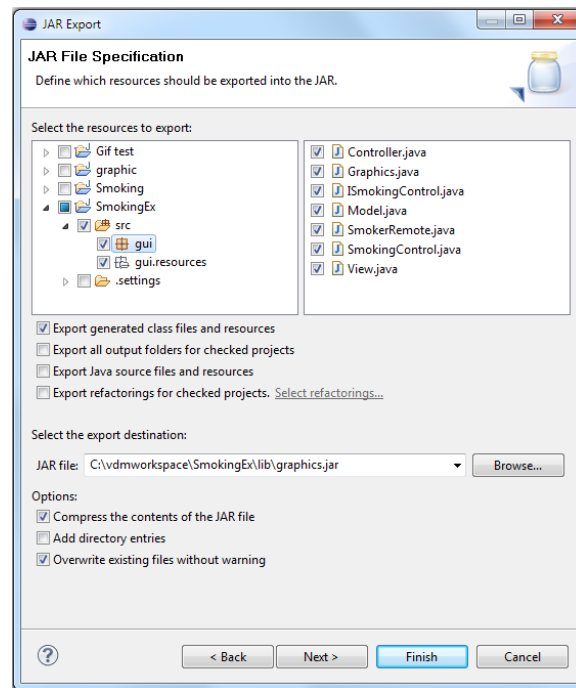 JAR Export
JAR File Specification
Define which resources should be exported into the JAR.
Select the resources to export:
Gif test
graphic
Smoking
SmokingEx
src
gui
gui.resources
.settings
Controller.java
Graphics.java
ISmokingControl.java
Model.java
SmokerRemote.java
SmokingControl.java
View.java
Export generated class files and resources
Export all output folders for checked projects
Export Java source files and resources
Export refactorings for checked projects. Select refactorings...
Select the export destination:
JAR file: C:\vdmworkspace\SmokingEx\lib\graphics.jar Browse...
Options:
Compress the contents of the JAR file
Add directory entries
Overwrite existing files without warning
? < Back Next > Finish Cancel